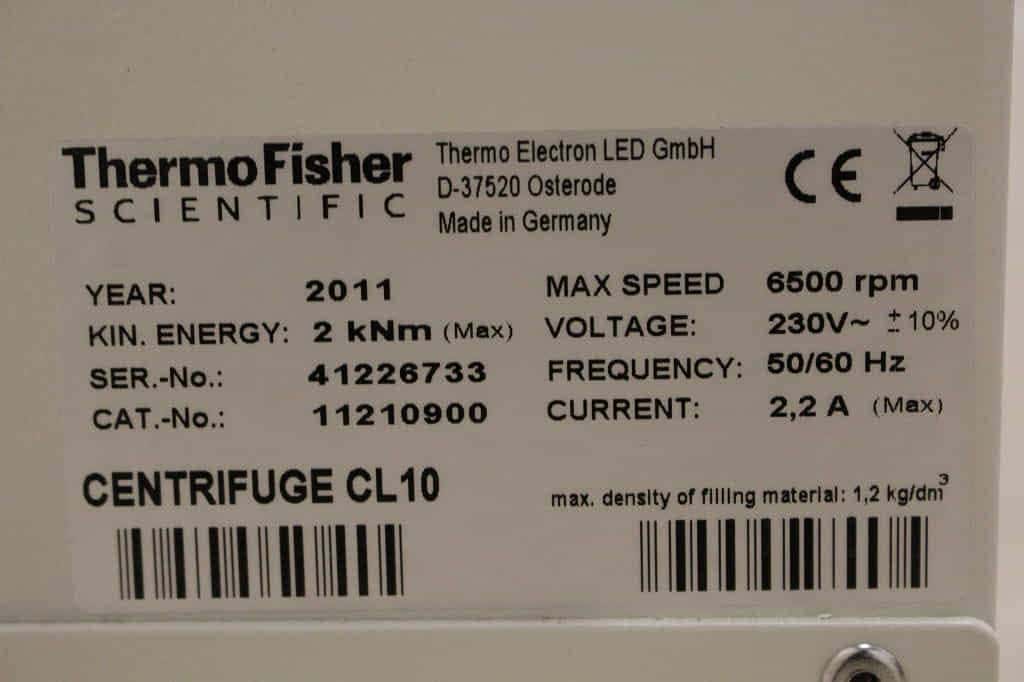 ThermoFisher
SCIENTIFIC
Thermo Electron LED GmbH
D-37520 Osterode
Made in Germany
CE
YEAR: 2011
KIN. ENERGY: 2 kNm (Max)
SER.-No.: 41226733
CAT.-No.: 11210900
MAX SPEED 6500 rpm
VOLTAGE: 230V~ ±10%
FREQUENCY: 50/60 Hz
CURRENT: 2,2 A (Max)
CENTRIFUGE CL10
max. density of filling material: 1,2 kg/dm³